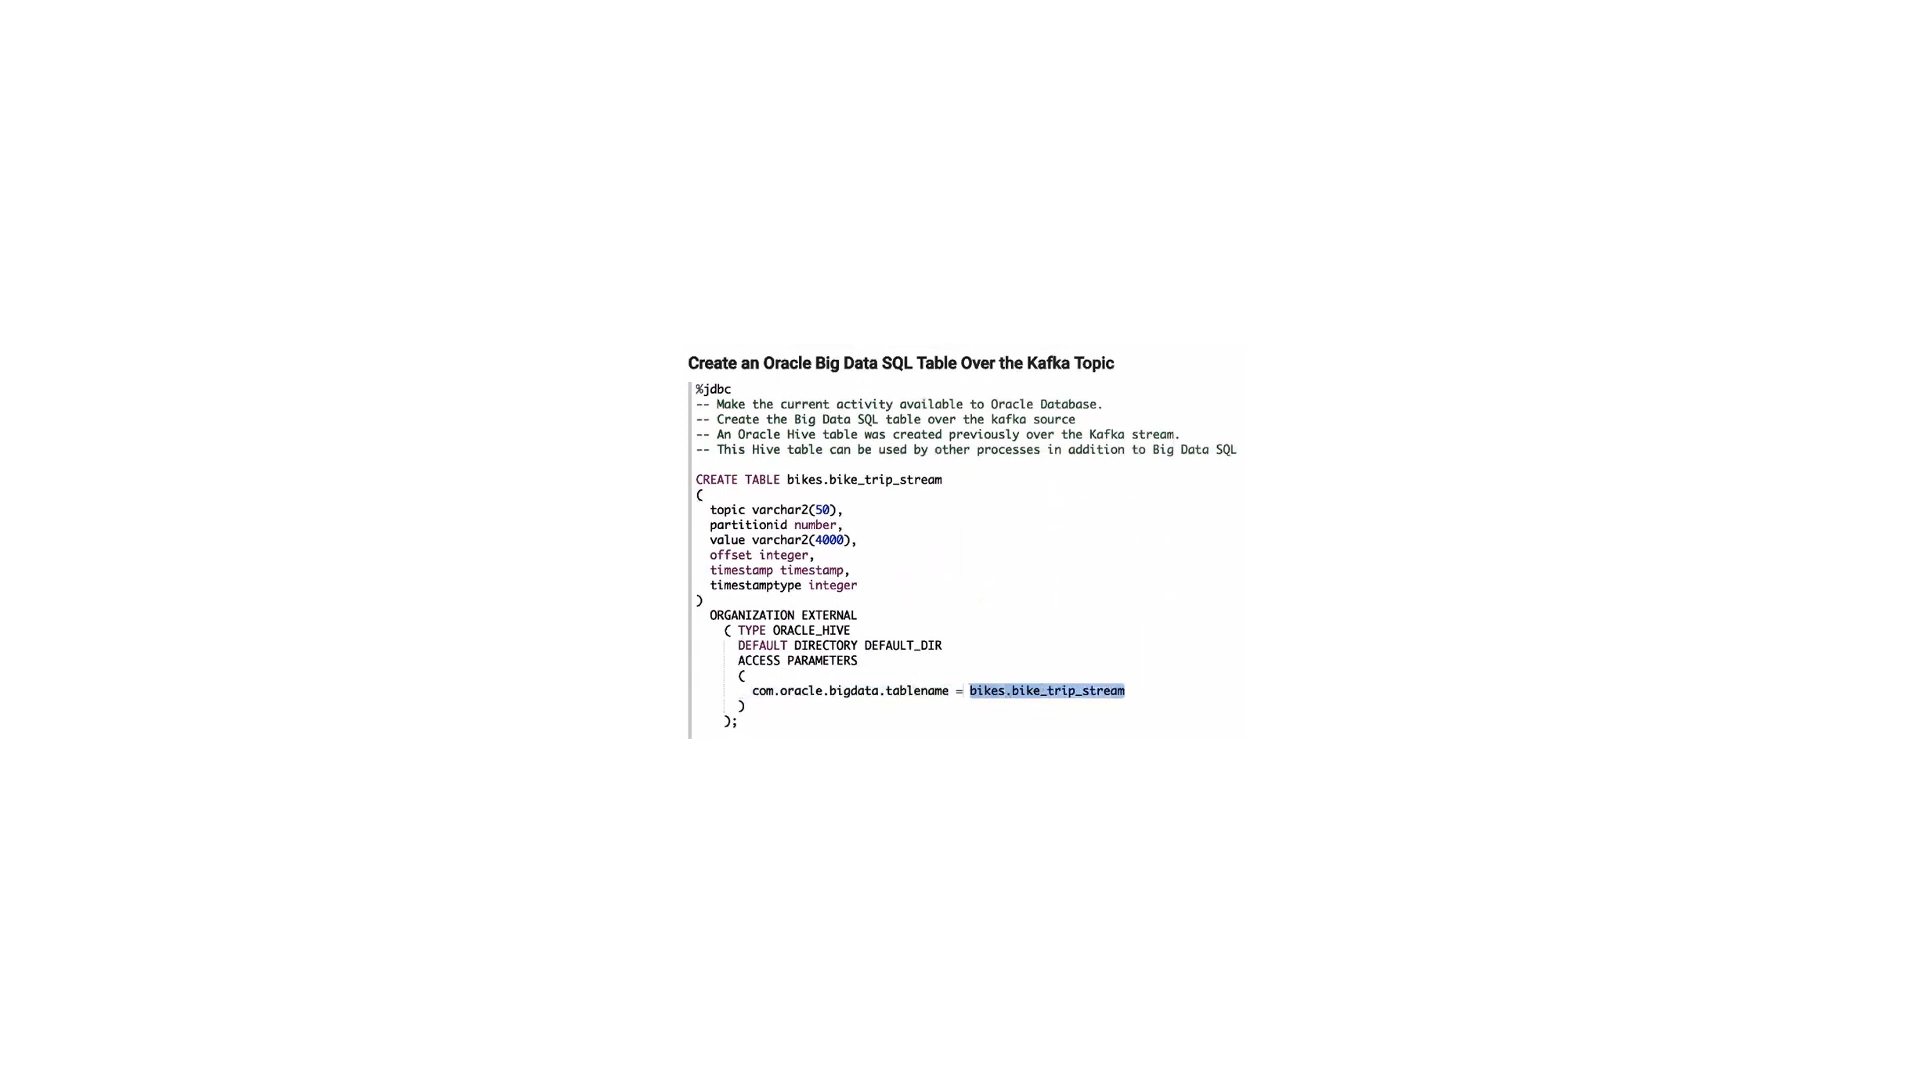 Create an Oracle Big Data SQL Table Over the Kafka Topic
%jdbc
-- Make the current activity available to Oracle Database.
-- Create the Big Data SQL table over the kafka source
-- An Oracle Hive table was created previously over the Kafka stream.
-- This Hive table can be used by other processes in addition to Big Data SQL
CREATE TABLE bikes.bike_trip_stream
(
topic varchar2(50),
partitionid number,
value varchar2(4000),
offset integer,
timestamp timestamp,
timestamptype integer
)
ORGANIZATION EXTERNAL
( TYPE ORACLE_HIVE
DEFAULT DIRECTORY DEFAULT_DIR
ACCESS PARAMETERS
(
com.oracle.bigdata.tablename = bikes.bike_trip_stream
)
);